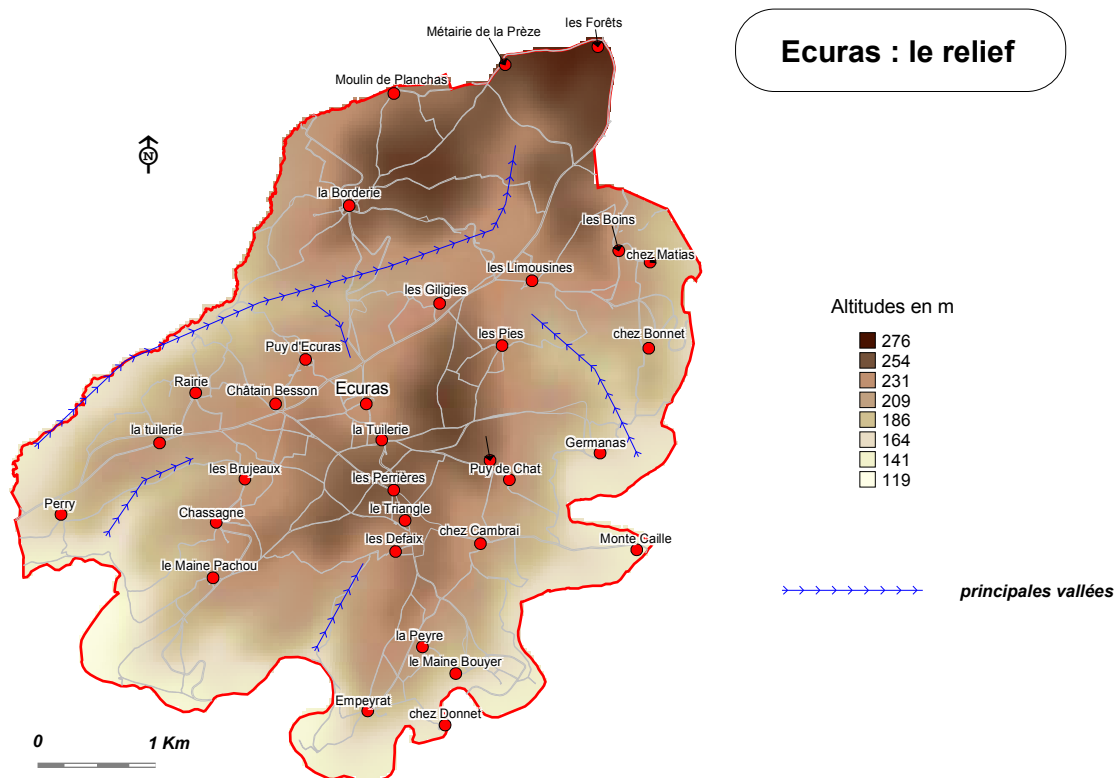 Ecuras : le relief
les Forêts
Métairie de la Prèze
Moulin de Planchas
N
la Borderie
les Boins
chez Matias
les Limousines
les Giligies
les Pies
chez Bonnet
Puy d'Ecuras
Rairie
Châtain Besson
Ecuras
la tuilerie
la Tuilerie
Germanas
les Brujeaux
les Perrières
Puy de Chat
Perry
Chassagne
le Triangle
les Defaix
chez Cambrai
Monte Caille
le Maine Pachou
la Peyre
le Maine Bouyer
Empeyrat
chez Donnet
Altitudes en m
276
254
231
209
186
164
141
119
principales vallées
0 1 Km